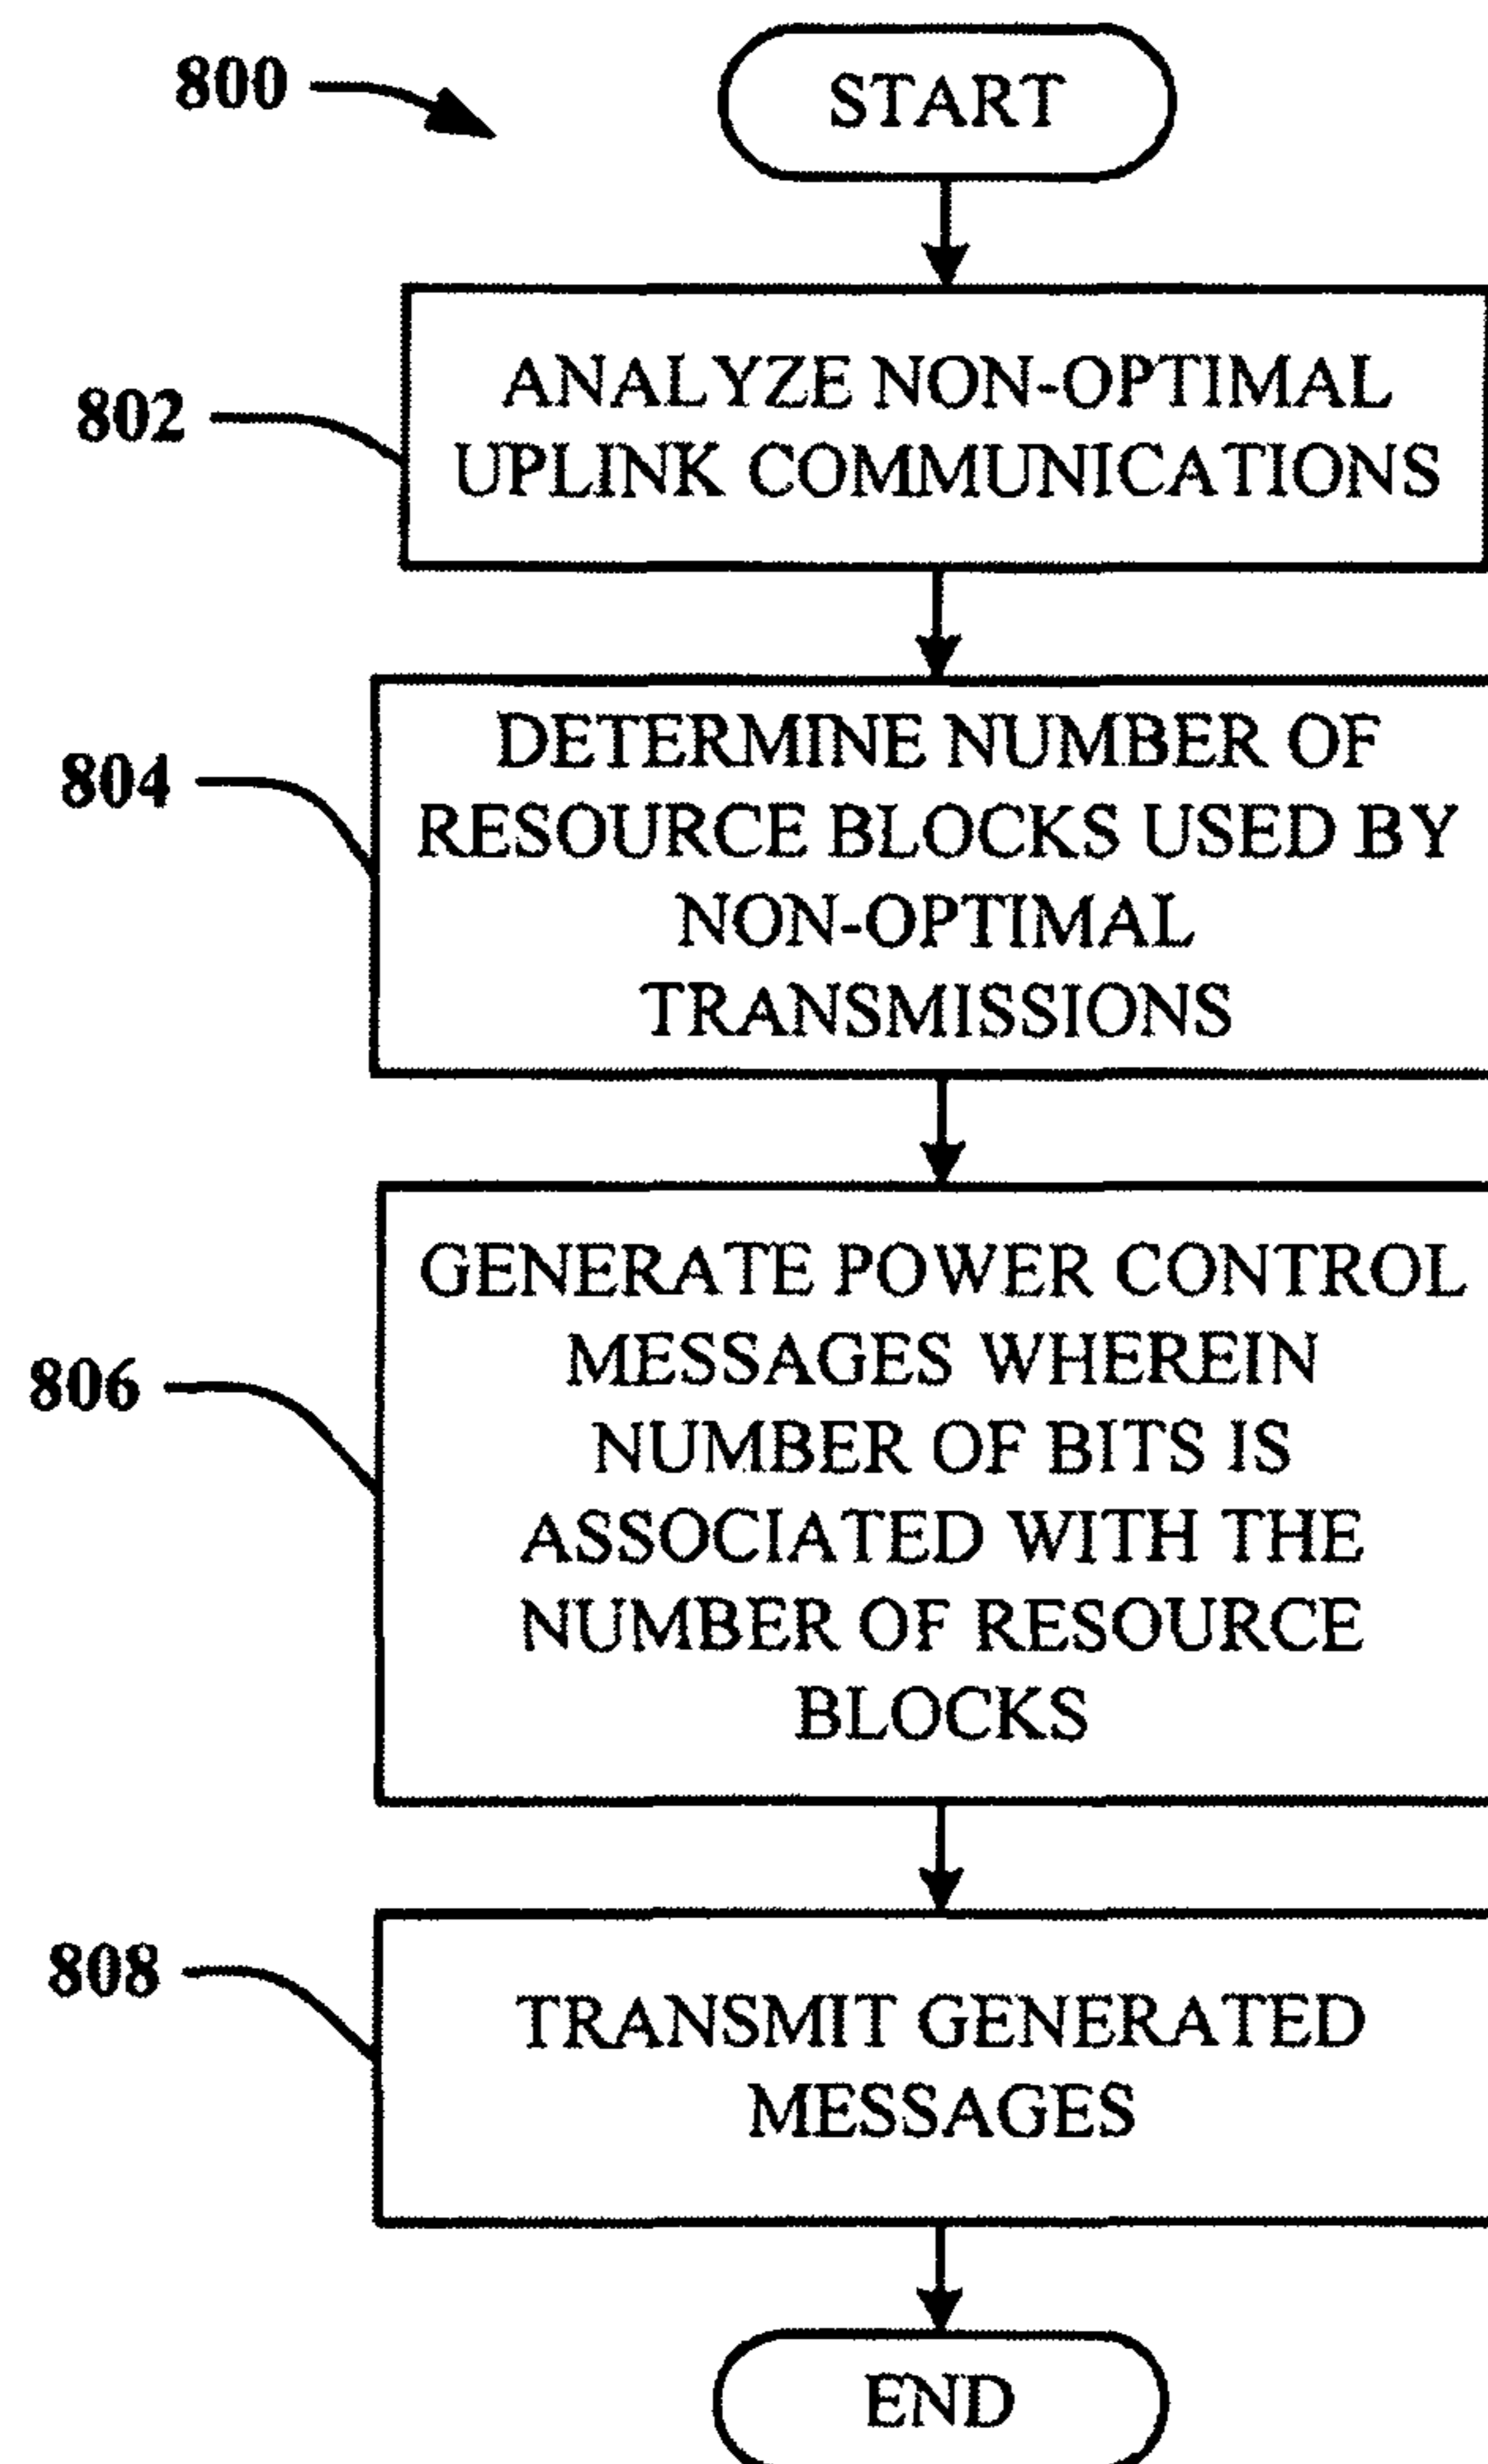 800
START
802
ANALYZE NON-OPTIMAL
UPLINK COMMUNICATIONS
804
DETERMINE NUMBER OF
RESOURCE BLOCKS USED BY
NON-OPTIMAL
TRANSMISSIONS
806
GENERATE POWER CONTROL
MESSAGES WHEREIN
NUMBER OF BITS IS
ASSOCIATED WITH THE
NUMBER OF RESOURCE
BLOCKS
808
TRANSMIT GENERATED
MESSAGES
END